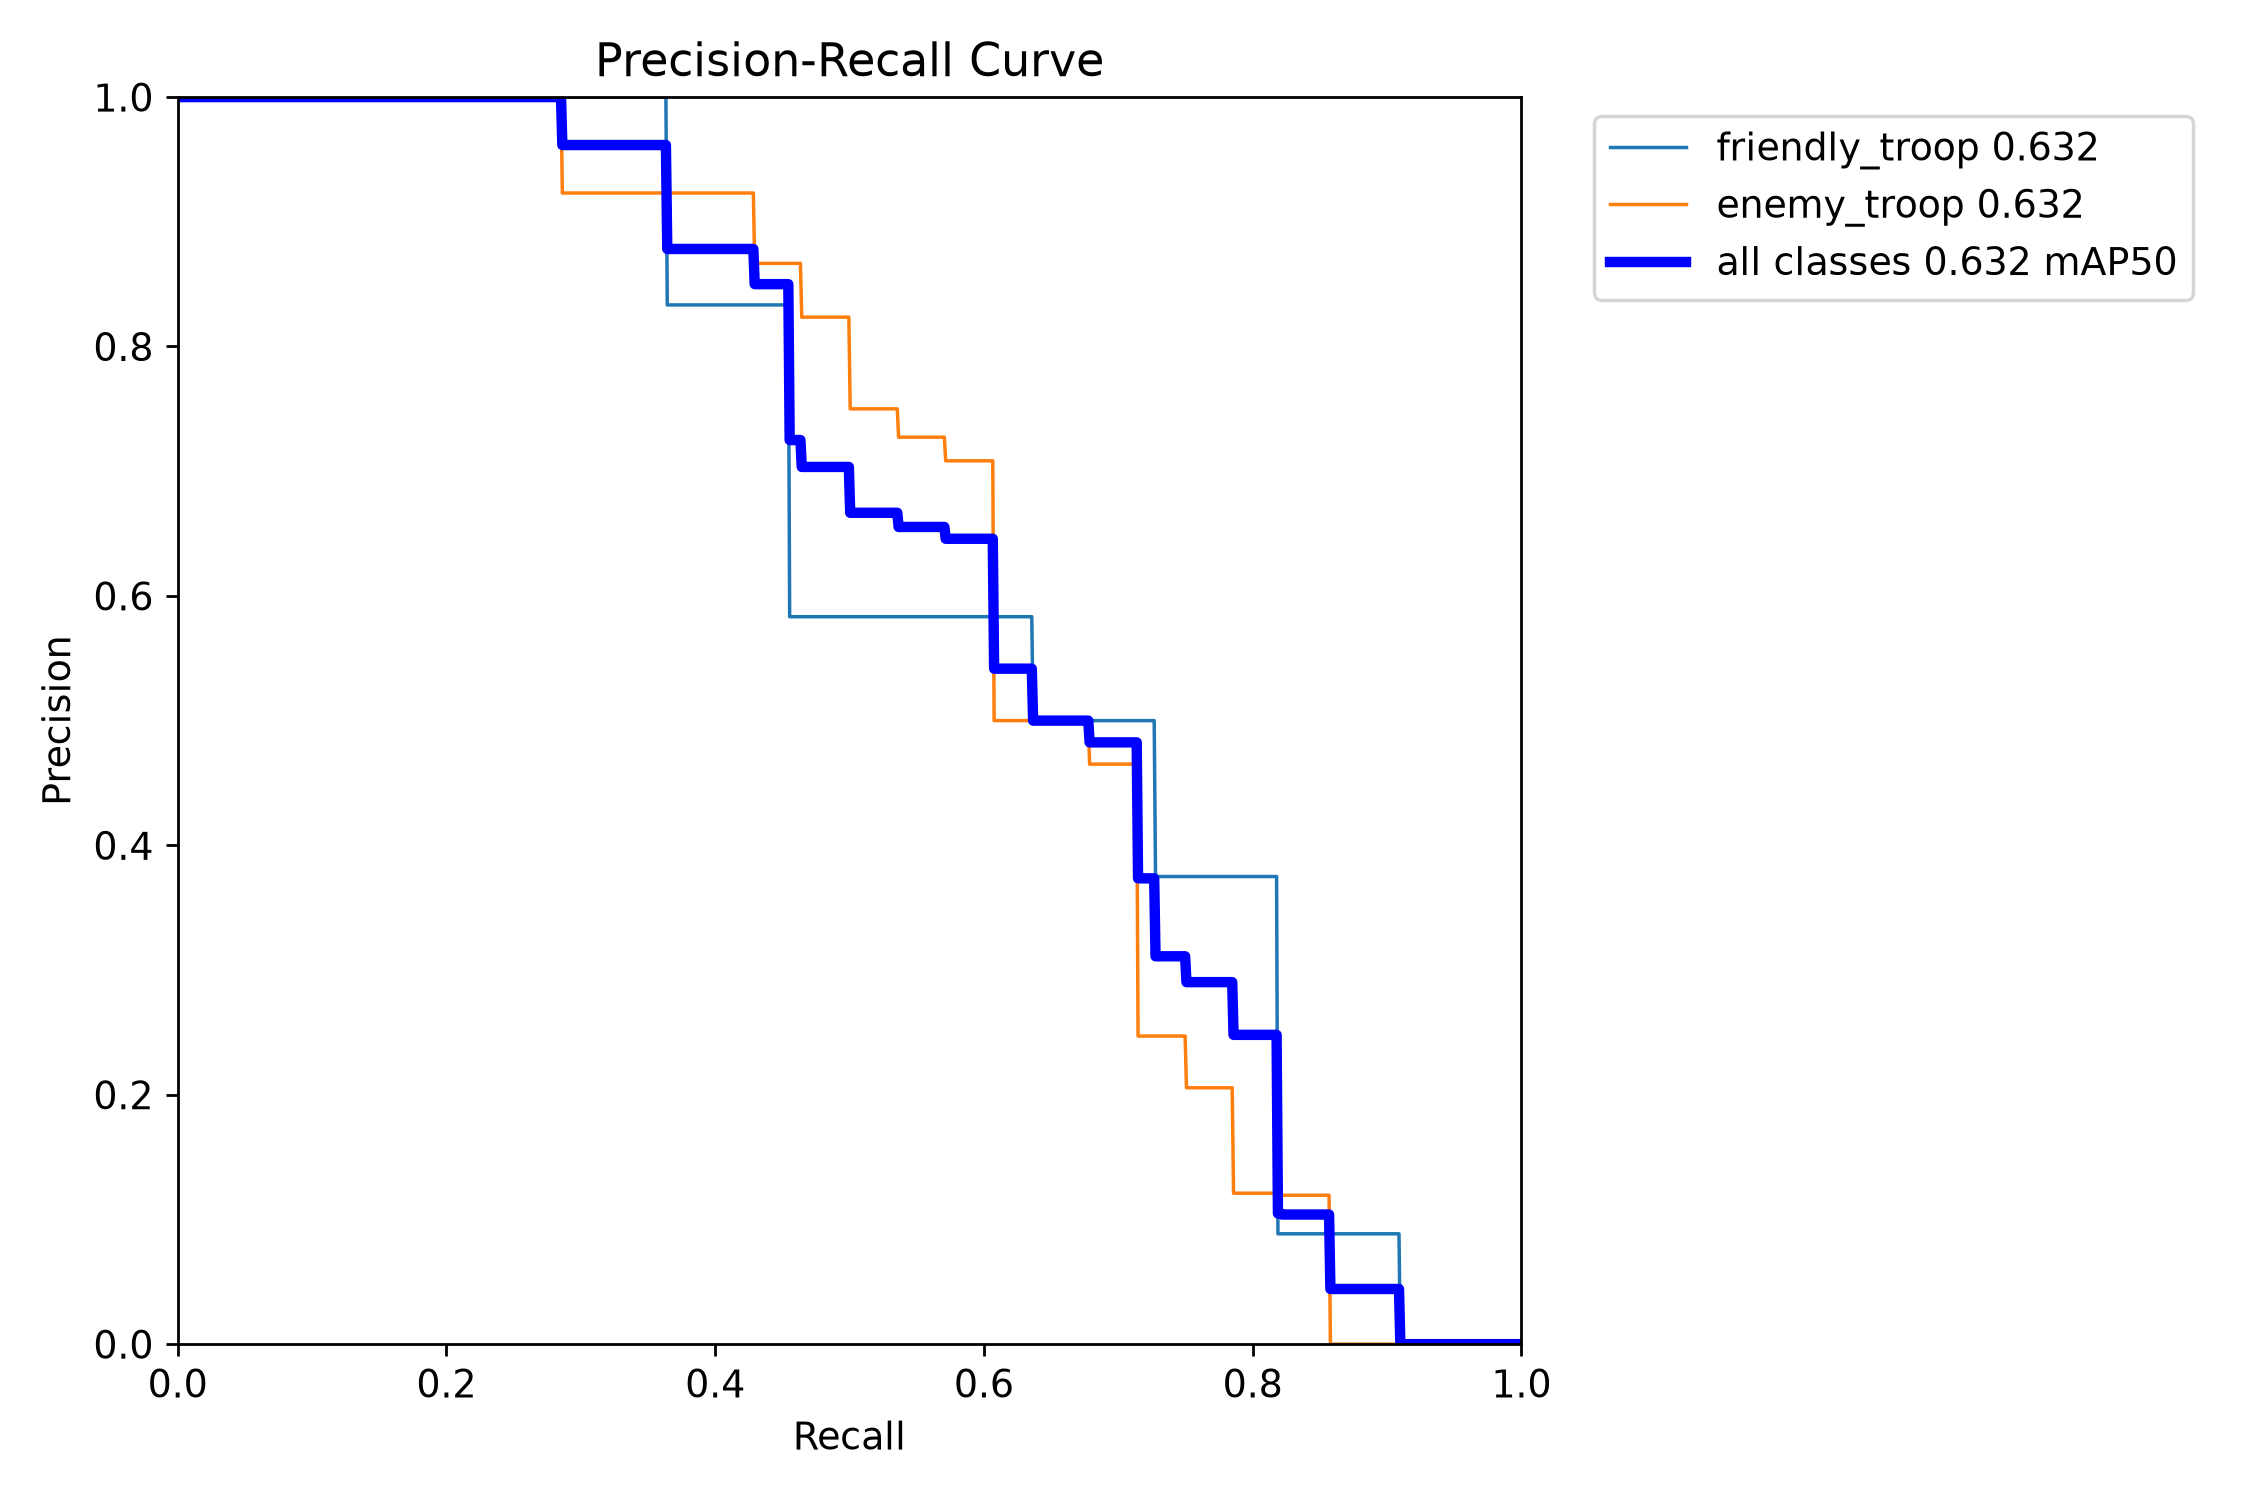 Precision-Recall Curve
1.0
0.8
0.6
0.4
0.2
0.0
Precision
0.0 0.2 0.4 0.6 0.8 1.0
Recall
friendly_troop 0.632
enemy_troop 0.632
all classes 0.632 mAP50